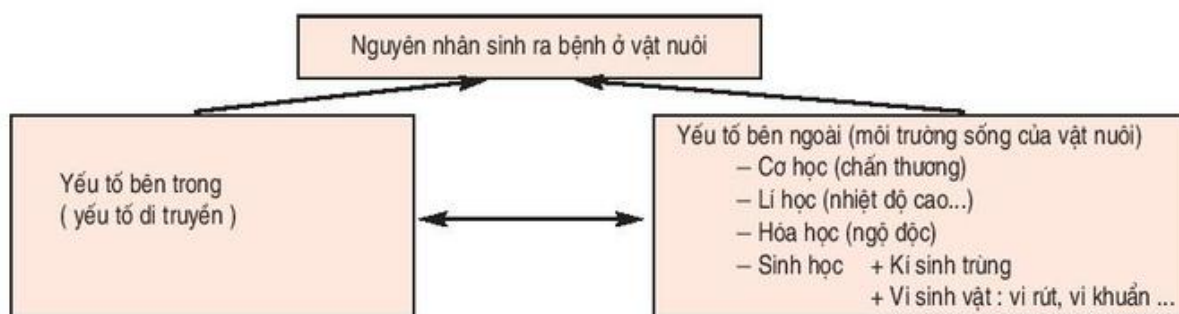 Nguyên nhân sinh ra bệnh ở vật nuôi
Yếu tố bên trong
( yếu tố di truyền )
Yếu tố bên ngoài (môi trường sống của vật nuôi)
– Cơ học (chấn thương)
– Lí học (nhiệt độ cao...)
– Hóa học (ngộ độc)
– Sinh học + Kí sinh trùng
+ Vi sinh vật : vi rút, vi khuẩn ...